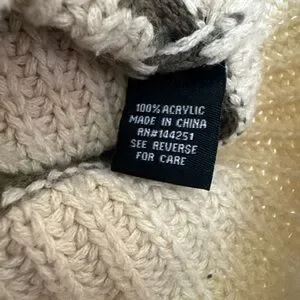 100% ACRYLIC
MADE IN CHINA
RN#144251
SEE REVERSE
FOR CARE